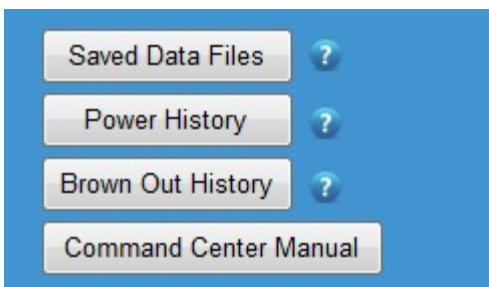 Saved Data Files ?
Power History ?
Brown Out History ?
Command Center Manual